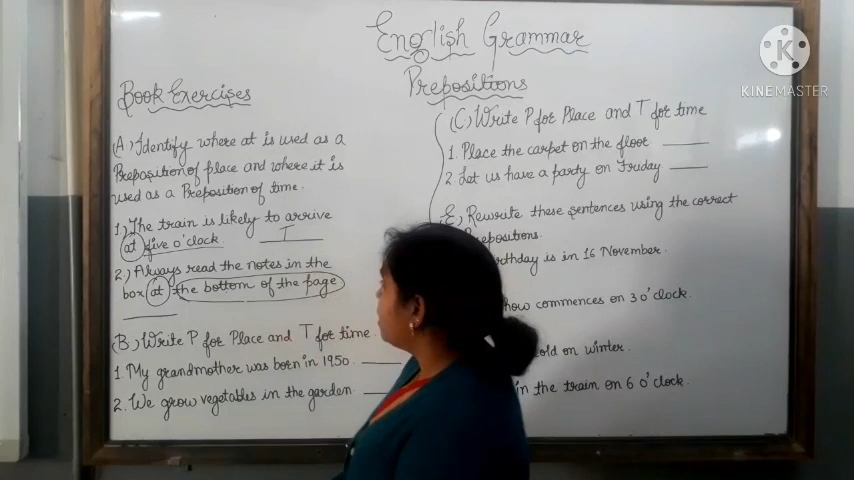 English Grammar
Prepositions
Book Exercises
(A) Identify where at is used as a
Preposition of place and where it is
used as a Preposition of time.
1) The train is likely to arrive
at five o'clock T
2.) Always read the notes in the
box at the bottom of the page
(B) Write P for Place and T for time
1 My grandmother was born in 1950
2. We grow vegetables in the garden
(C) Write P for Place and T for time
1. Place the carpet on the floor
2. Let us have a party on Friday
E) Rewrite these sentences using the correct
Prepositions.
is in 16 November.
commences on 3 o'clock.
on winter.
in the train on 6 o'clock.
K
KINEMASTER